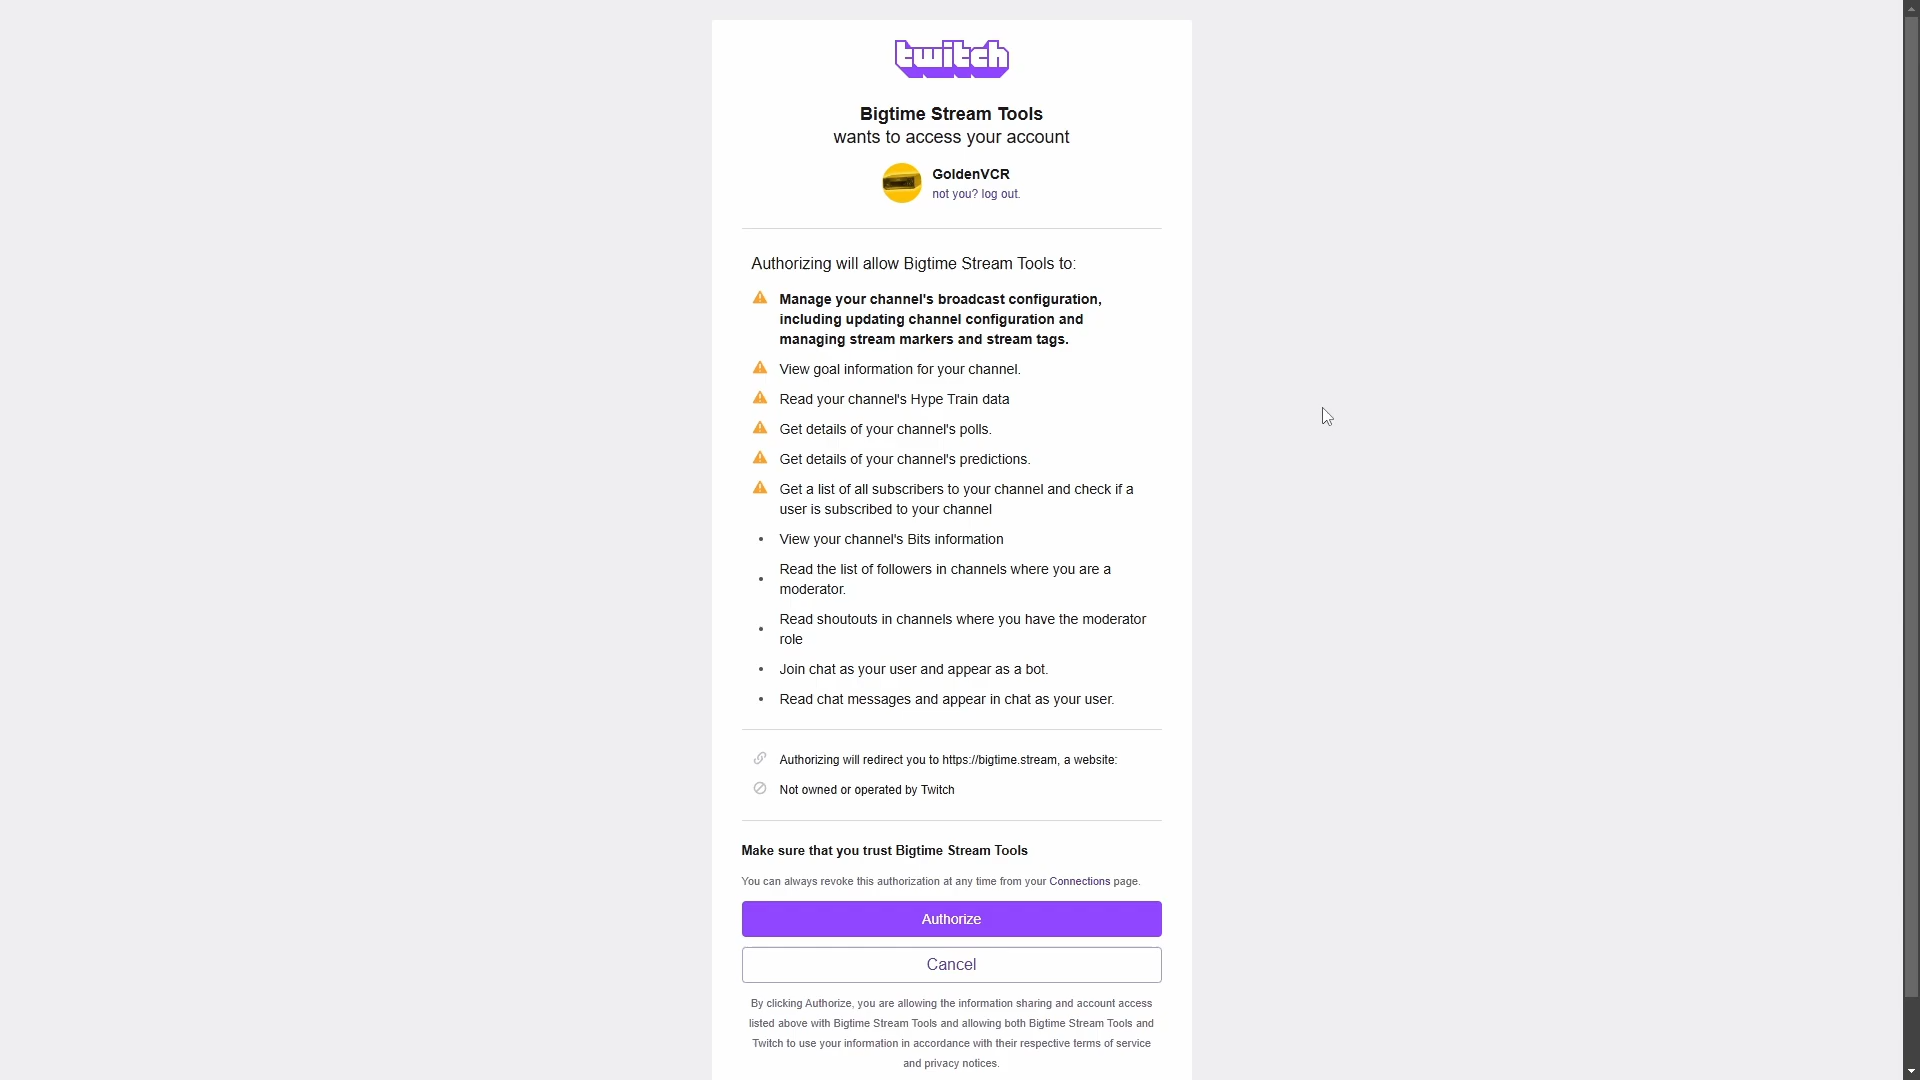 twitch
Bigtime Stream Tools
wants to access your account
GoldenVCR
not you? log out.
Authorizing will allow Bigtime Stream Tools to:
Manage your channel's broadcast configuration,
including updating channel configuration and
managing stream markers and stream tags.
View goal information for your channel.
Read your channel's Hype Train data
Get details of your channel's polls.
Get details of your channel's predictions.
Get a list of all subscribers to your channel and check if a
user is subscribed to your channel
• View your channel's Bits information
• Read the list of followers in channels where you are a
moderator.
• Read shoutouts in channels where you have the moderator
role
• Join chat as your user and appear as a bot.
• Read chat messages and appear in chat as your user.
Authorizing will redirect you to https://bigtime.stream, a website:
Not owned or operated by Twitch
Make sure that you trust Bigtime Stream Tools
You can always revoke this authorization at any time from your Connections page.
Authorize
Cancel
By clicking Authorize, you are allowing the information sharing and account access
listed above with Bigtime Stream Tools and allowing both Bigtime Stream Tools and
Twitch to use your information in accordance with their respective terms of service
and privacy notices.